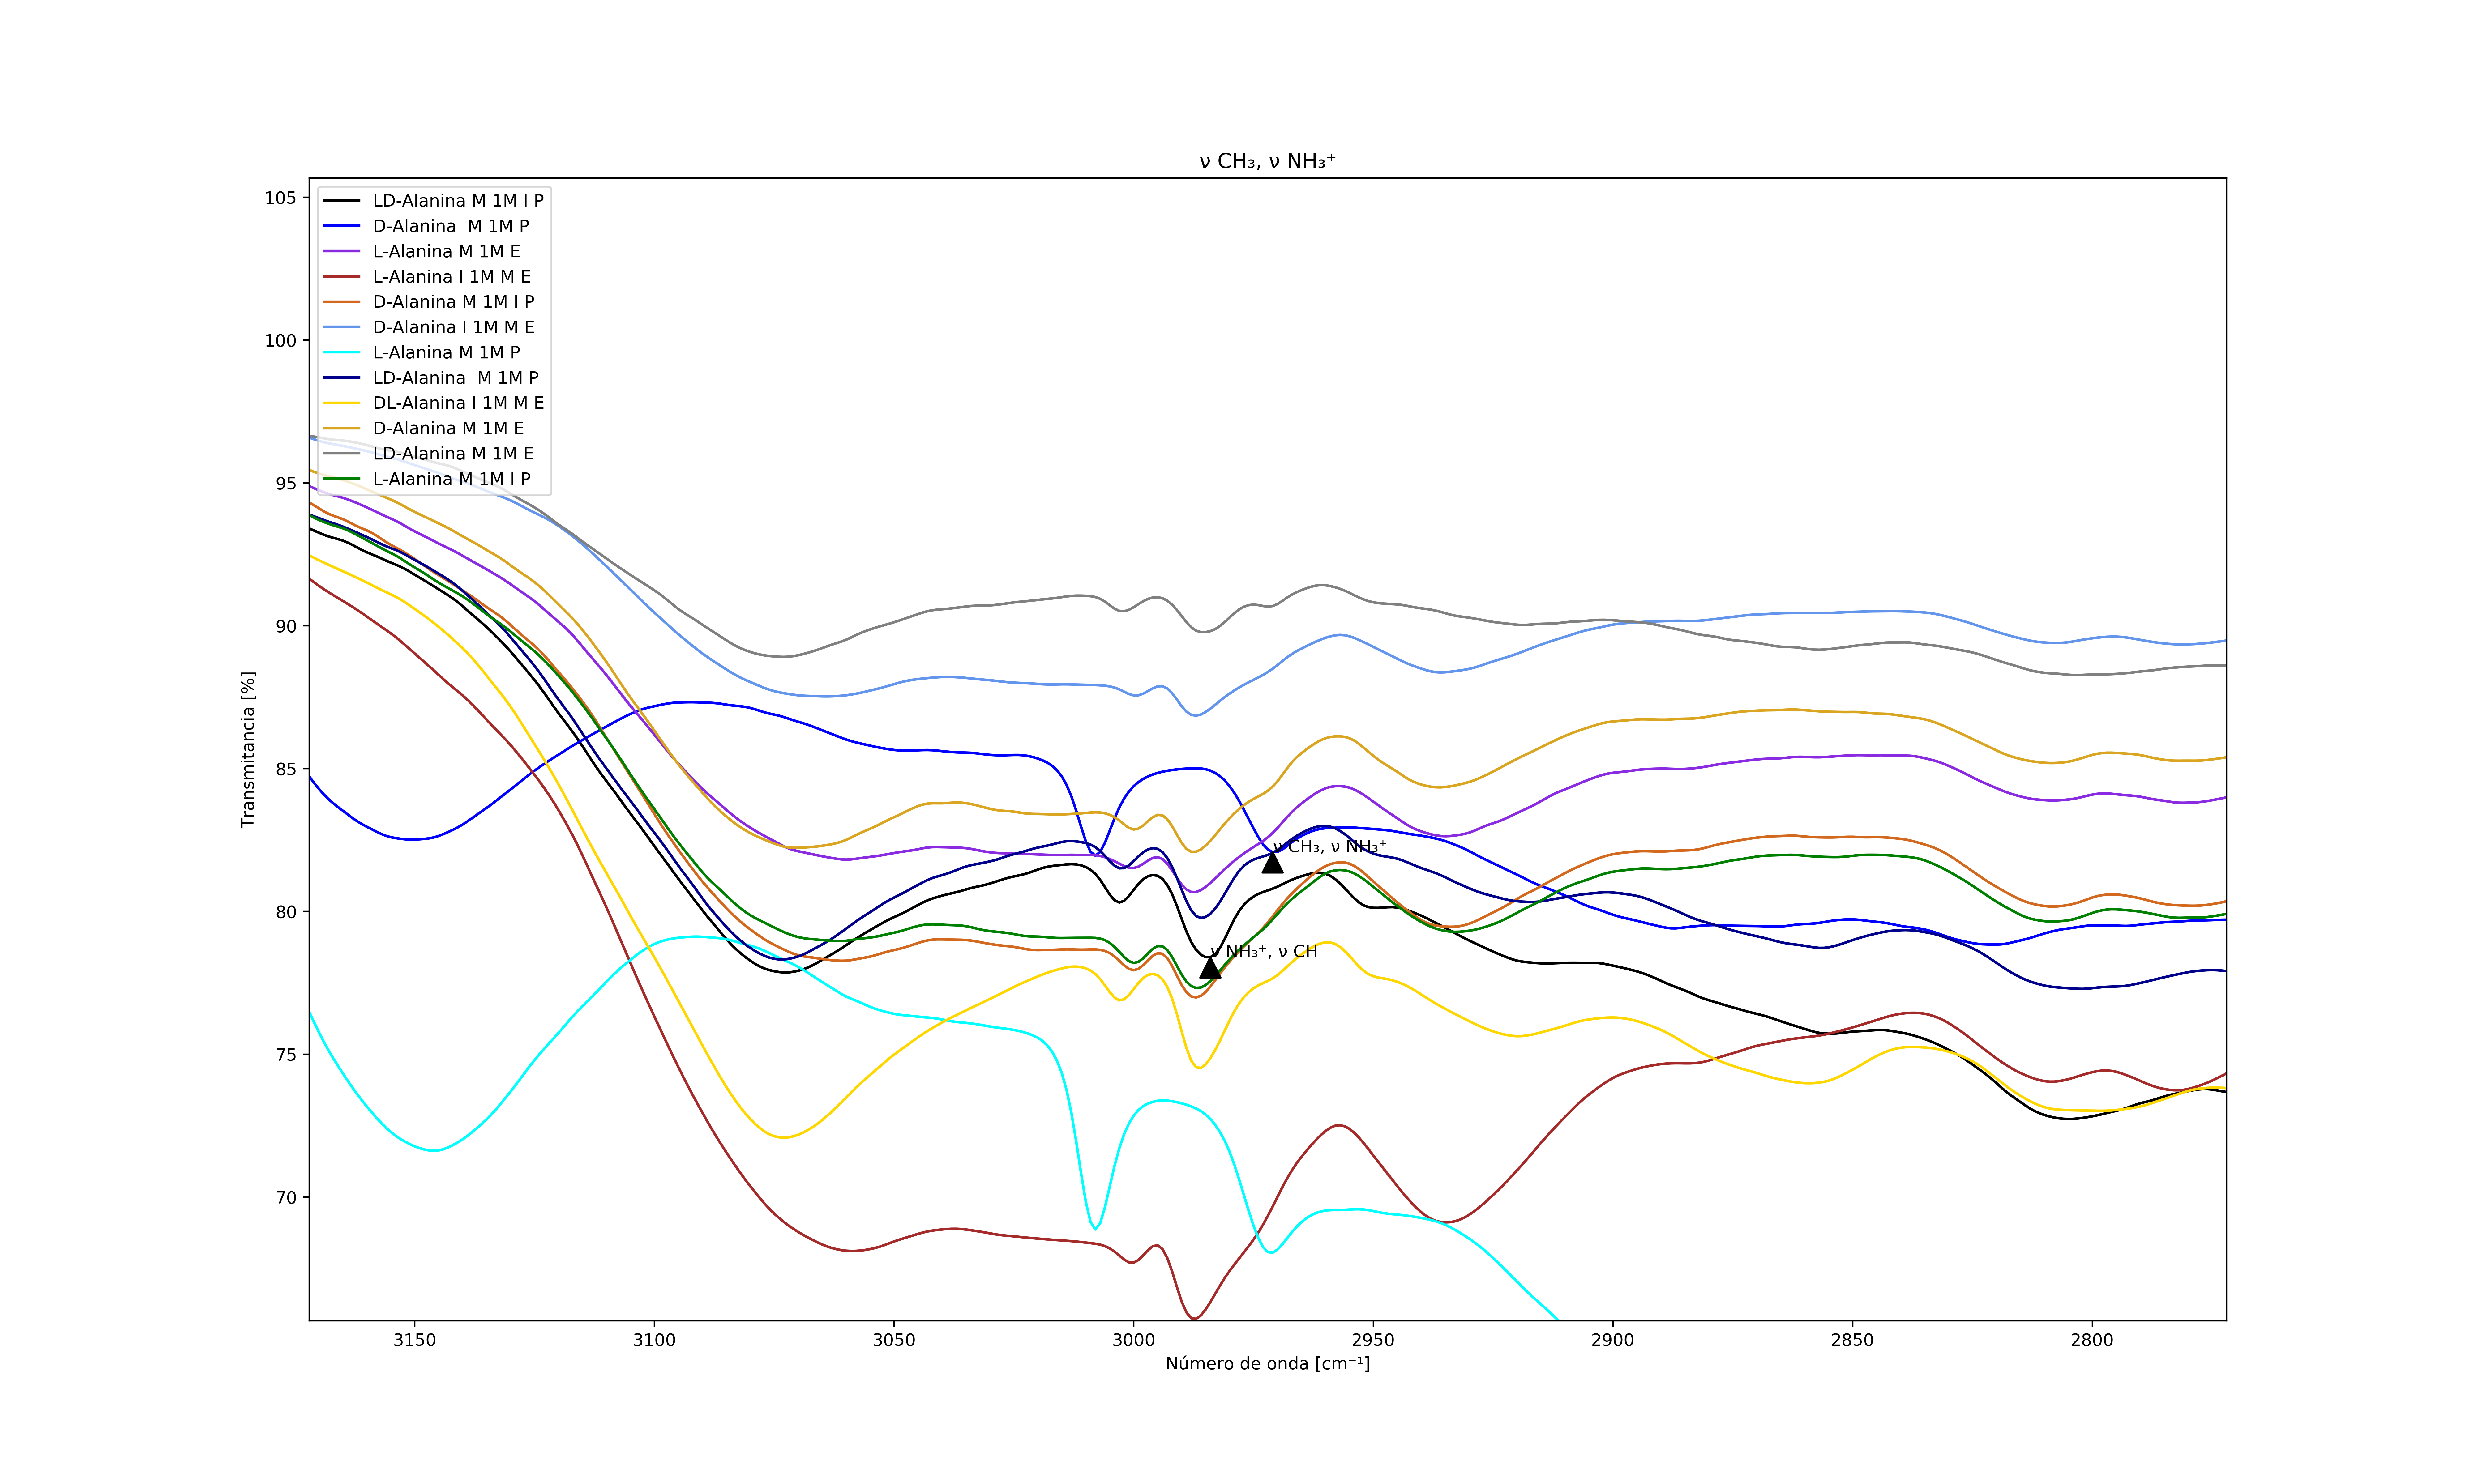 ν CH₃, ν NH₃⁺
105
100
95
90
85
80
75
70
Transmitancia [%]
LD-Alanina M 1M I P
D-Alanina  M 1M P
L-Alanina M 1M E
L-Alanina I 1M M E
D-Alanina M 1M I P
D-Alanina I 1M M E
L-Alanina M 1M P
LD-Alanina  M 1M P
DL-Alanina I 1M M E
D-Alanina M 1M E
LD-Alanina M 1M E
L-Alanina M 1M I P
ν CH₃, ν NH₃⁺
ν NH₃⁺, ν CH
3150 3100 3050 3000 2950 2900 2850 2800
Número de onda [cm⁻¹]